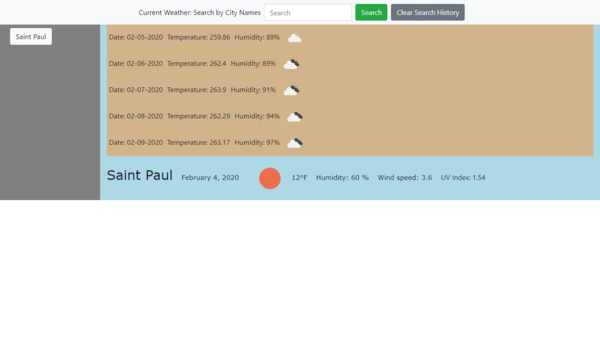 Current Weather: Search by City Names Search Search Clear Search History
Saint Paul
Date: 02-05-2020 Temperature: 259.86 Humidity: 89%
Date: 02-06-2020 Temperature: 262.4 Humidity: 89%
Date: 02-07-2020 Temperature: 263.9 Humidity: 91%
Date: 02-08-2020 Temperature: 262.29 Humidity: 94%
Date: 02-09-2020 Temperature: 263.17 Humidity: 97%
Saint Paul February 4, 2020 12°F Humidity: 60 % Wind speed: 3.6 UV Index: 1.54